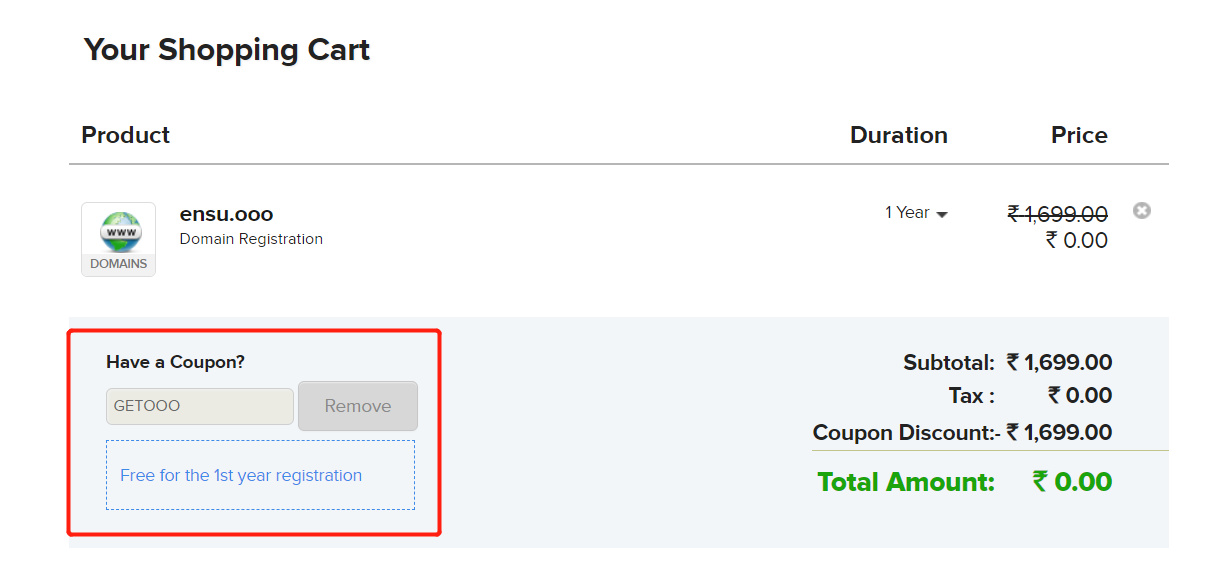 Your Shopping Cart
Product Duration Price
www
DOMAINS
ensu.ooo
Domain Registration
1 Year
₹ 1,699.00
₹ 0.00
Have a Coupon?
GETOOO Remove
Free for the 1st year registration
Subtotal: ₹ 1,699.00
Tax : ₹ 0.00
Coupon Discount:- ₹ 1,699.00
Total Amount: ₹ 0.00